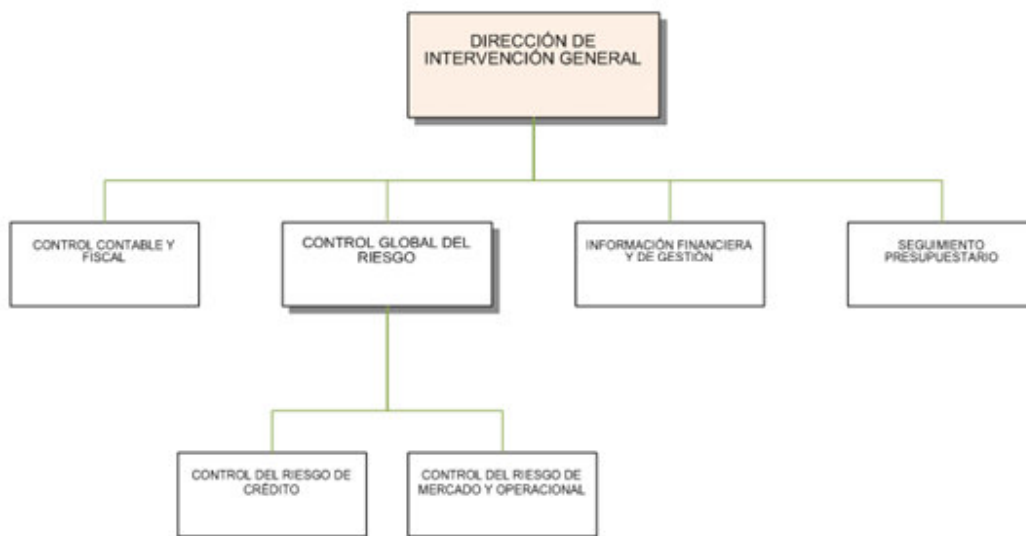 DIRECCIÓN DE
INTERVENCIÓN GENERAL
CONTROL CONTABLE Y
FISCAL
CONTROL GLOBAL DEL
RIESGO
INFORMACIÓN FINANCIERA
Y DE GESTIÓN
SEGUIMIENTO
PRESUPUESTARIO
CONTROL DEL RIESGO DE
CRÉDITO
CONTROL DEL RIESGO DE
MERCADO Y OPERACIONAL